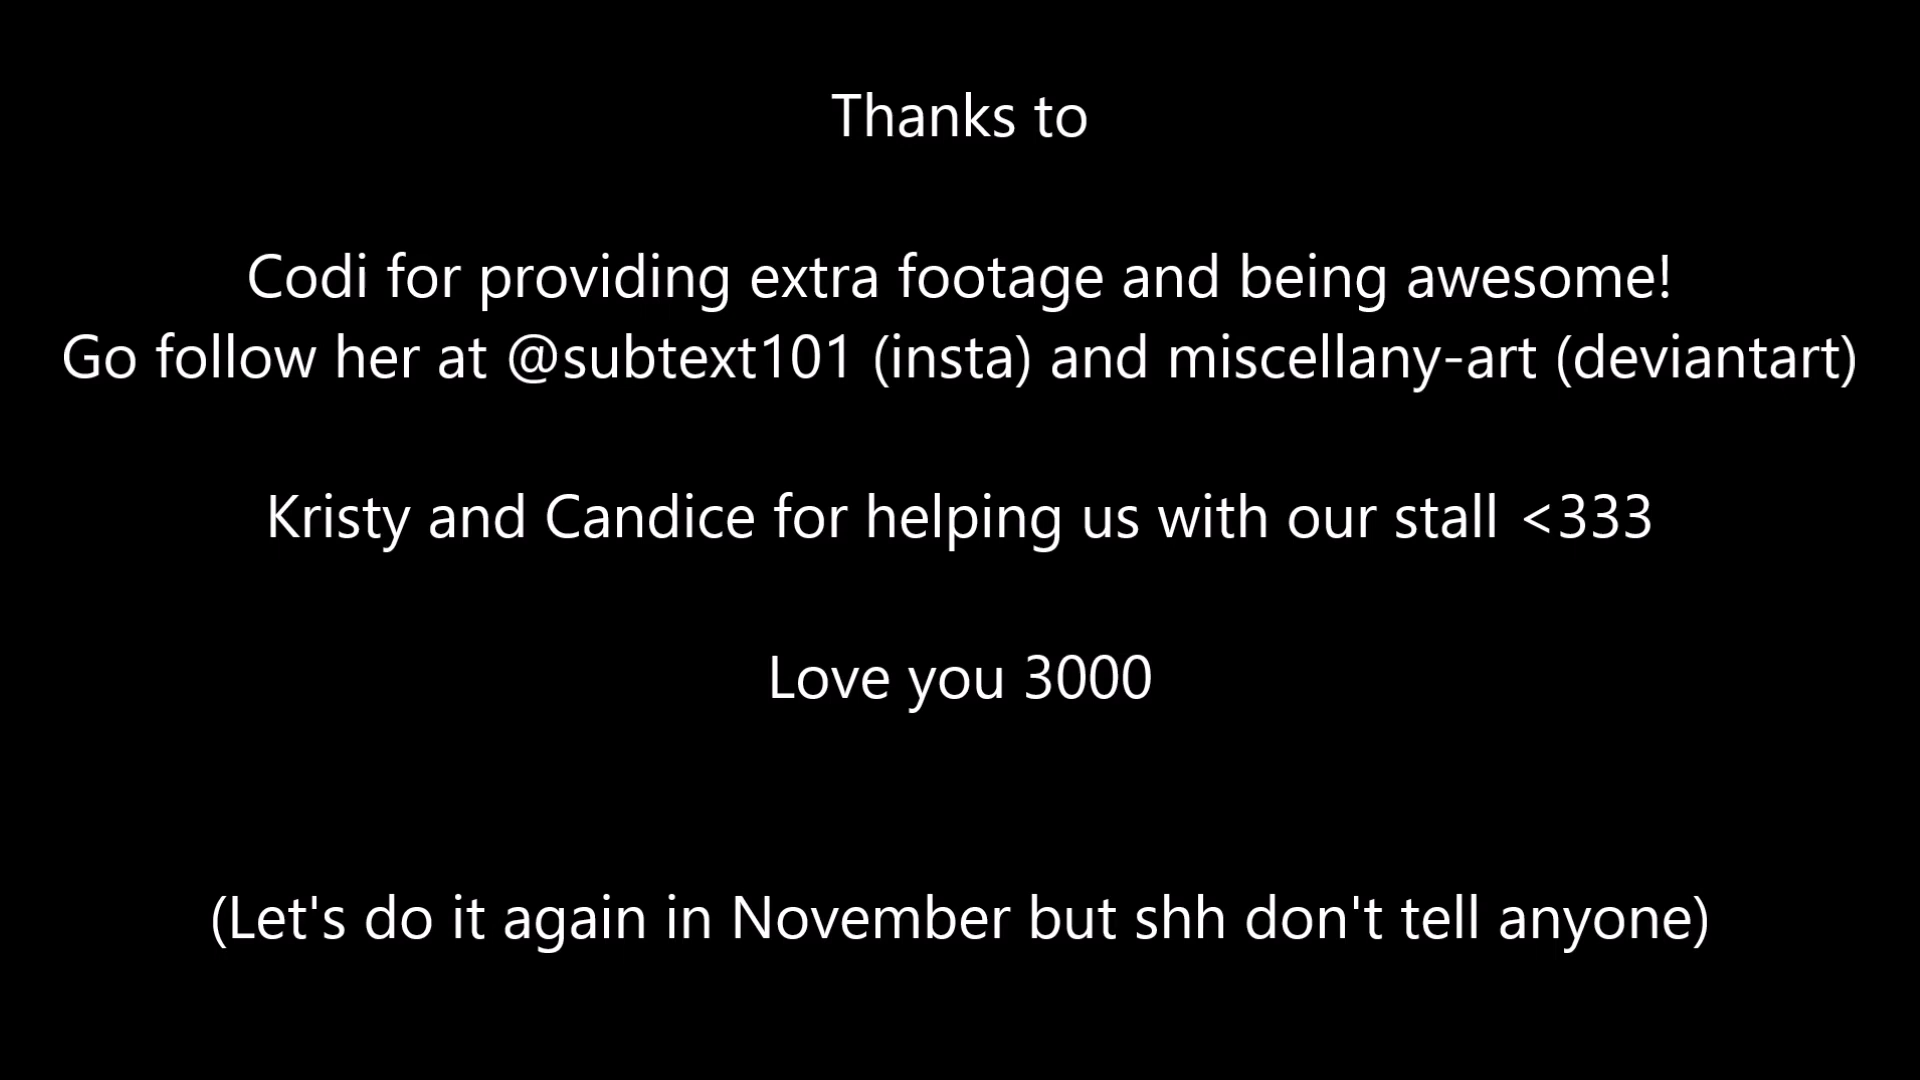 Thanks to
Codi for providing extra footage and being awesome!
Go follow her at @subtext101 (insta) and miscellany-art (deviantart)
Kristy and Candice for helping us with our stall <333
Love you 3000
(Let's do it again in November but shh don't tell anyone)